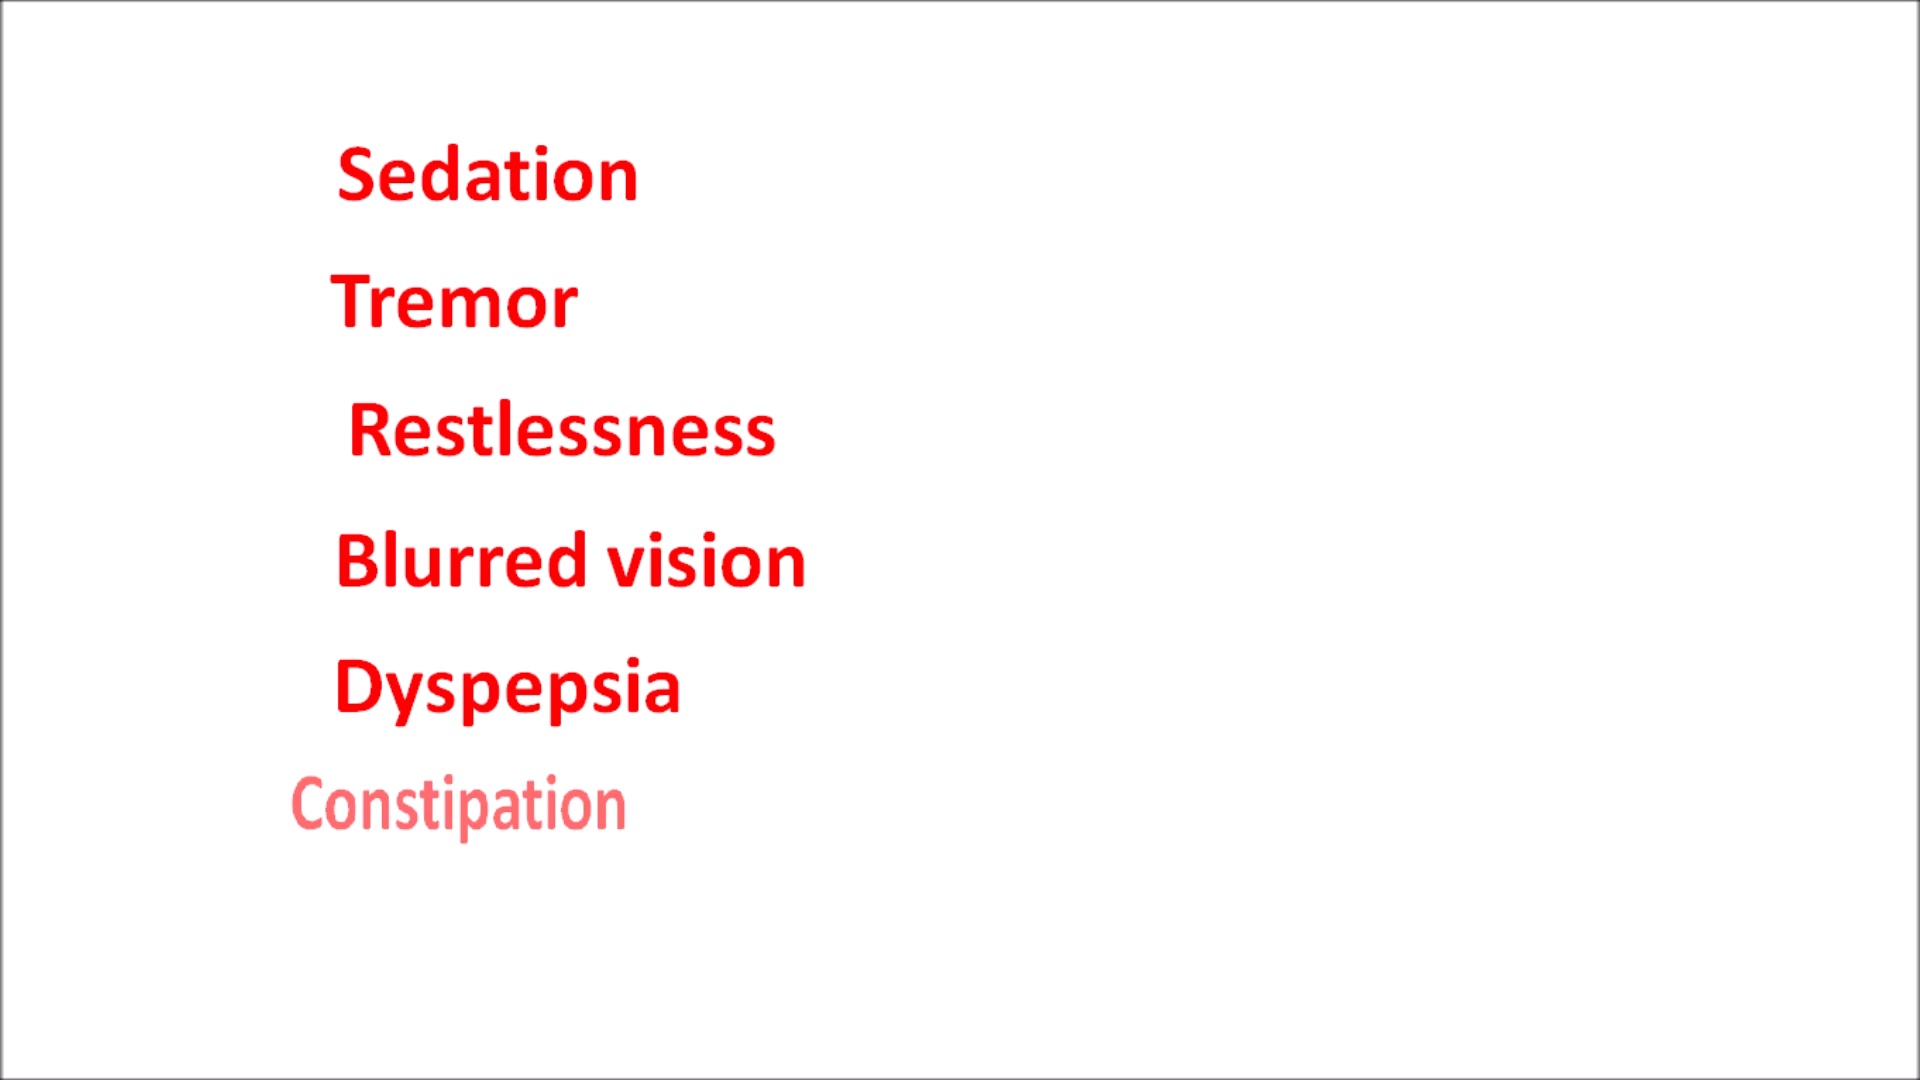 Sedation
Tremor
Restlessness
Blurred vision
Dyspepsia
Constipation